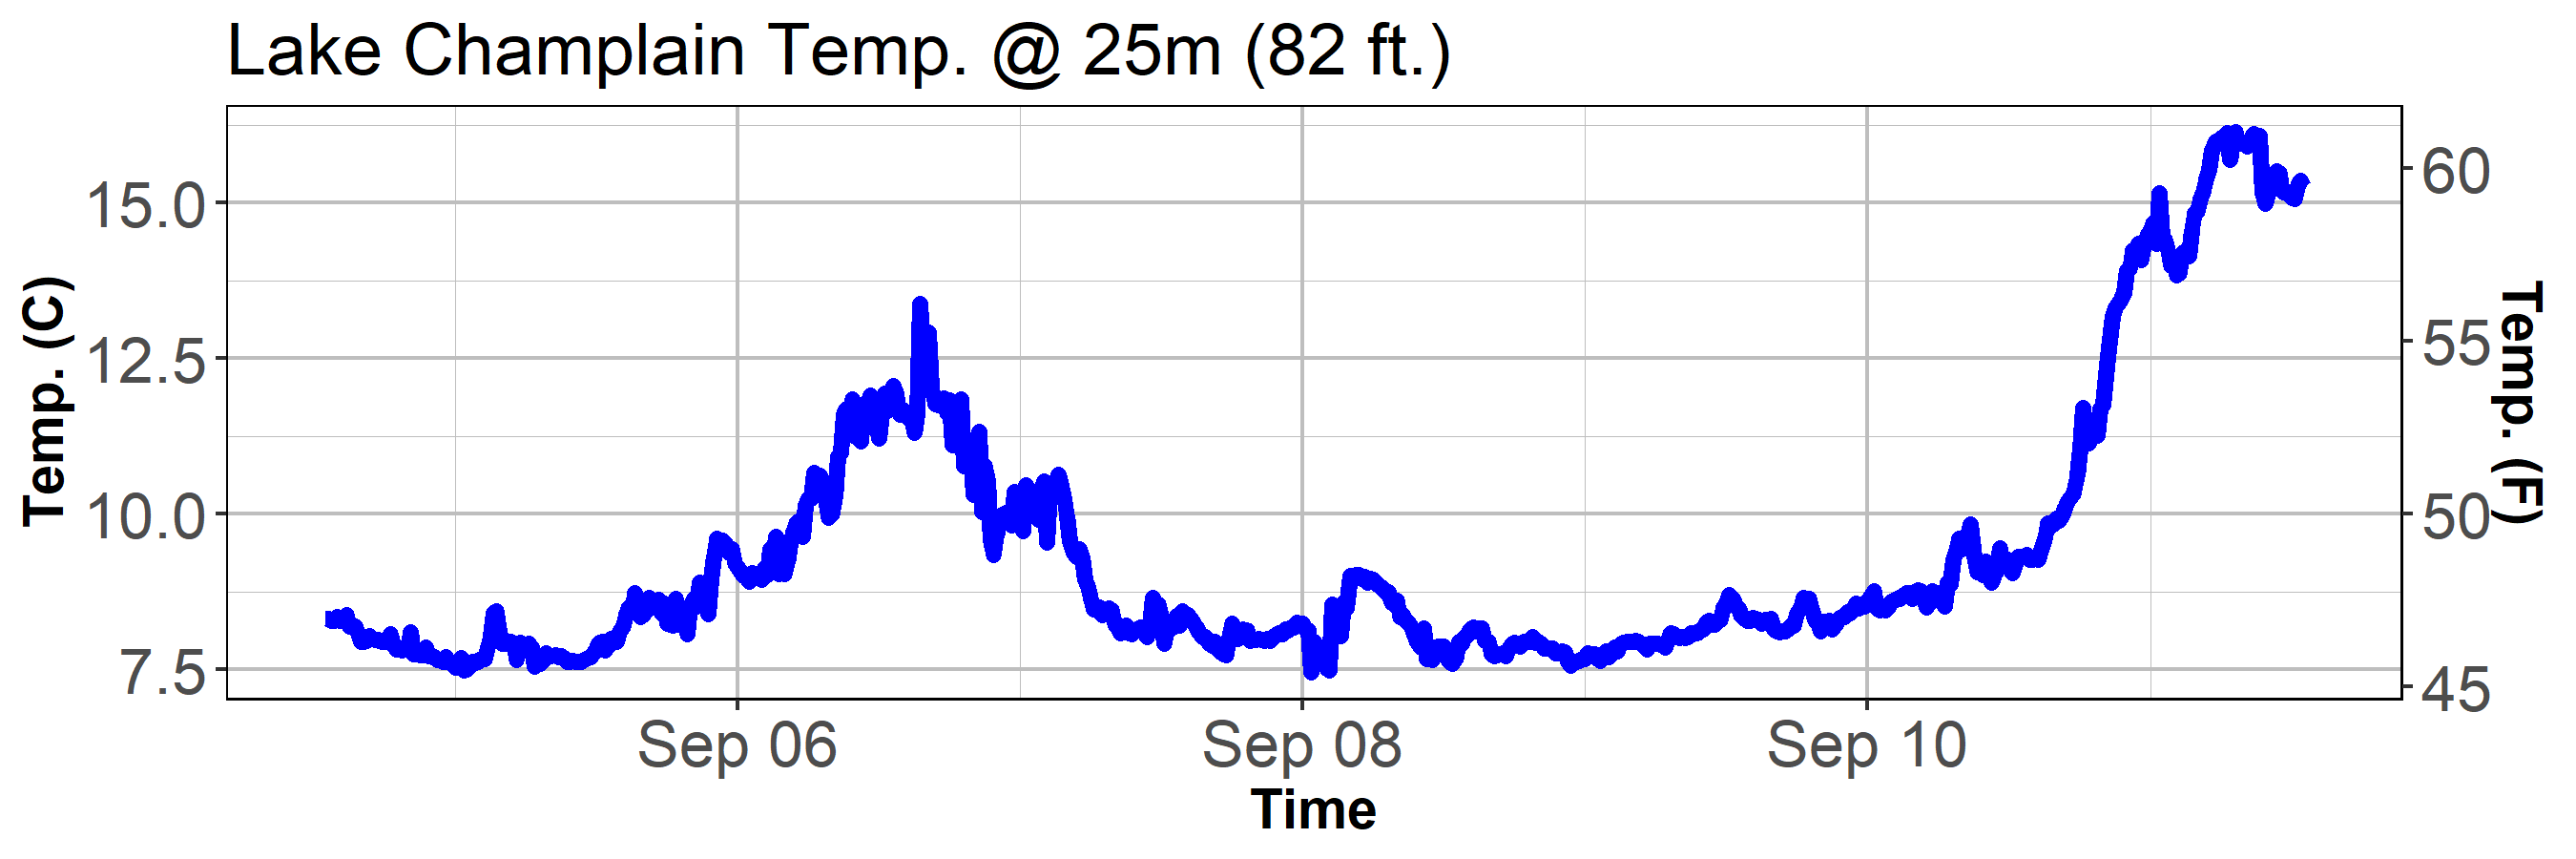 Lake Champlain Temp. @ 25m (82 ft.)
Temp. (C)
15.0
12.5
10.0
7.5
60
55
50
45
Temp. (F)
Sep 06 Sep 08 Sep 10
Time